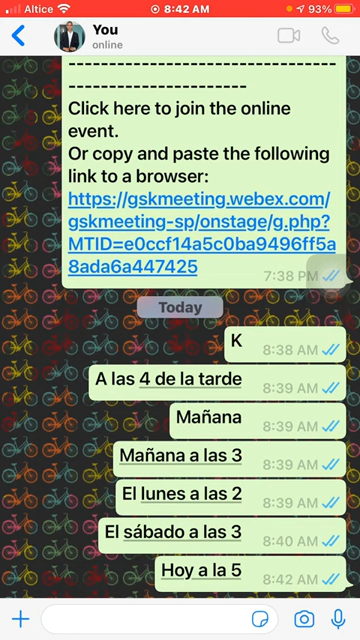 Altice 8:42 AM 93%
You
online
---------------------------------
----------------------
Click here to join the online
event.
Or copy and paste the following
link to a browser:
https://gskmeeting.webex.com/
gskmeeting-sp/onstage/g.php?
MTID=e0ccf14a5c0ba9496ff5a
8ada6a447425
7:38 PM
Today
K 8:38 AM
A las 4 de la tarde 8:39 AM
Mañana 8:39 AM
Mañana a las 3 8:39 AM
El lunes a las 2 8:39 AM
El sábado a las 3 8:40 AM
Hoy a la 5 8:42 AM